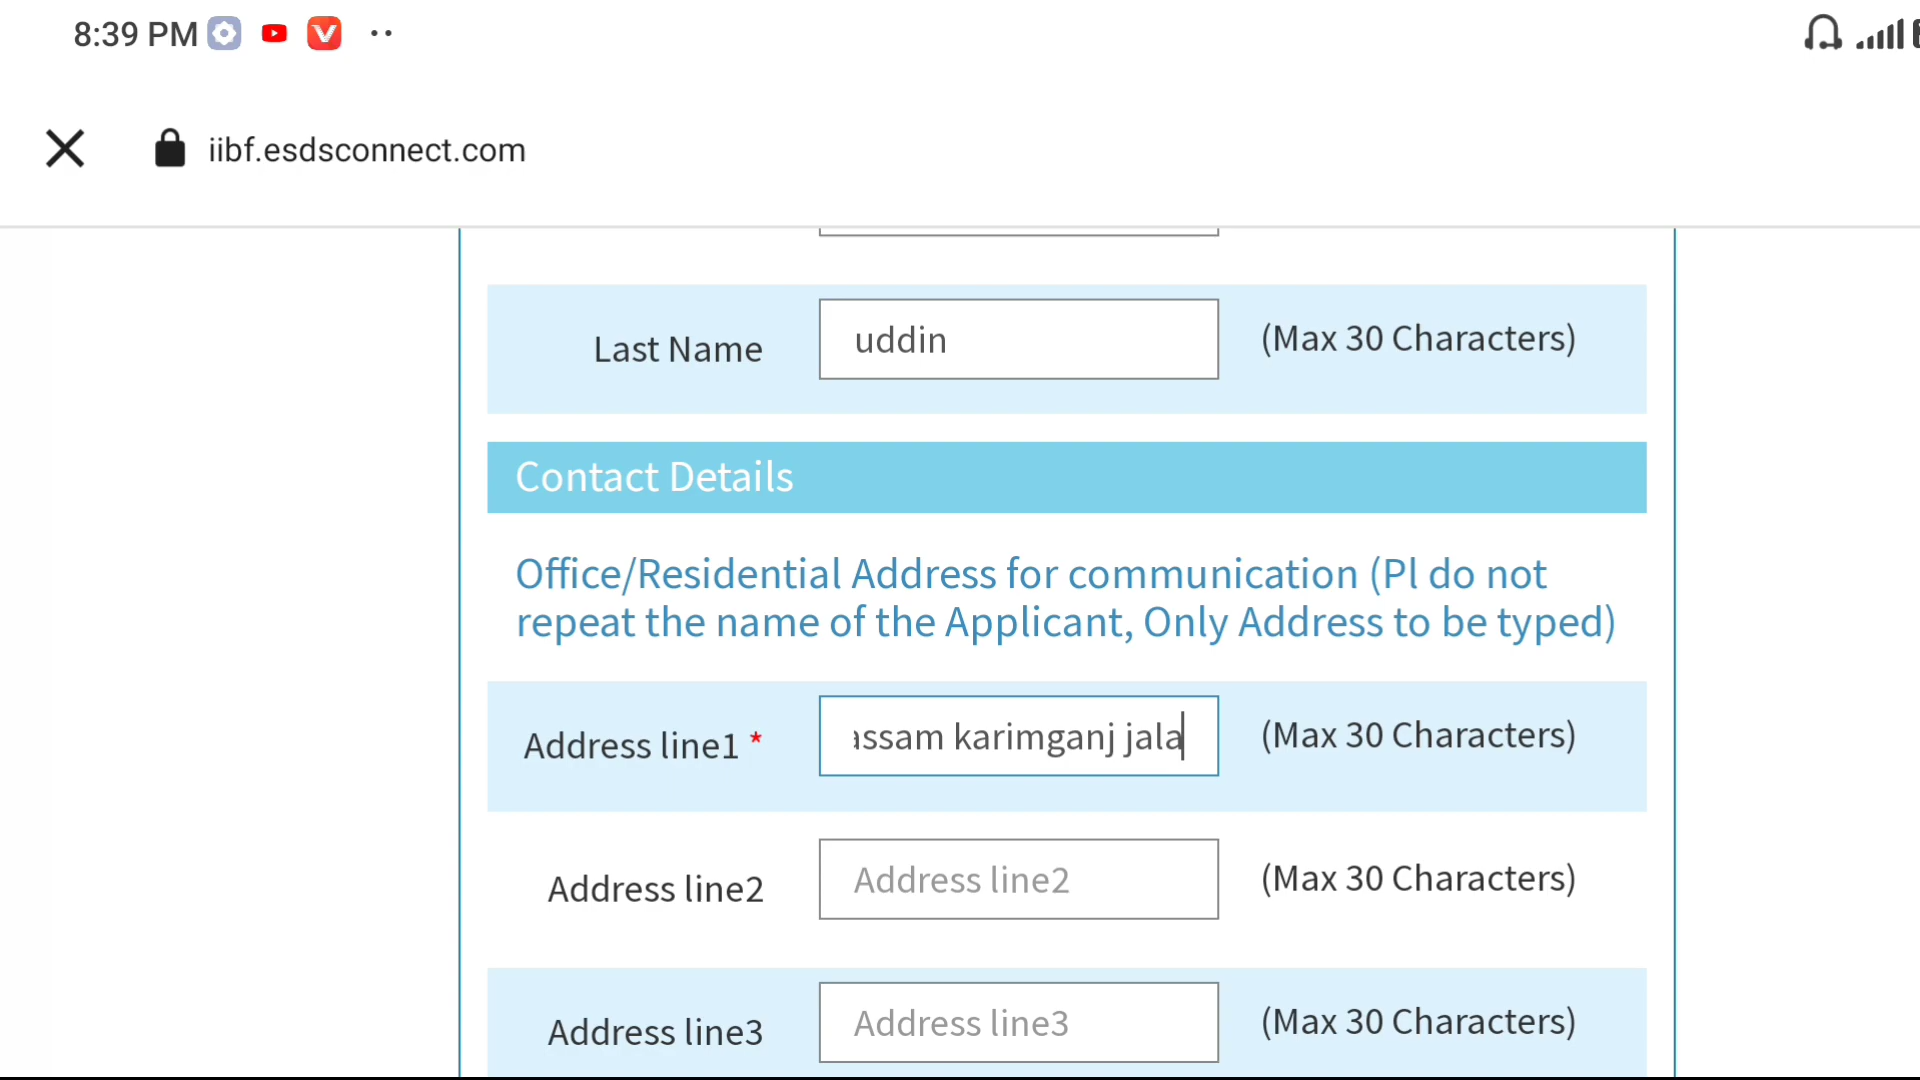 8:39 PM
iibf.esdsconnect.com
Last Name uddin (Max 30 Characters)
Contact Details
Office/Residential Address for communication (Pl do not
repeat the name of the Applicant, Only Address to be typed)
Address line1 * assam karimganj jala (Max 30 Characters)
Address line2 Address line2 (Max 30 Characters)
Address line3 Address line3 (Max 30 Characters)